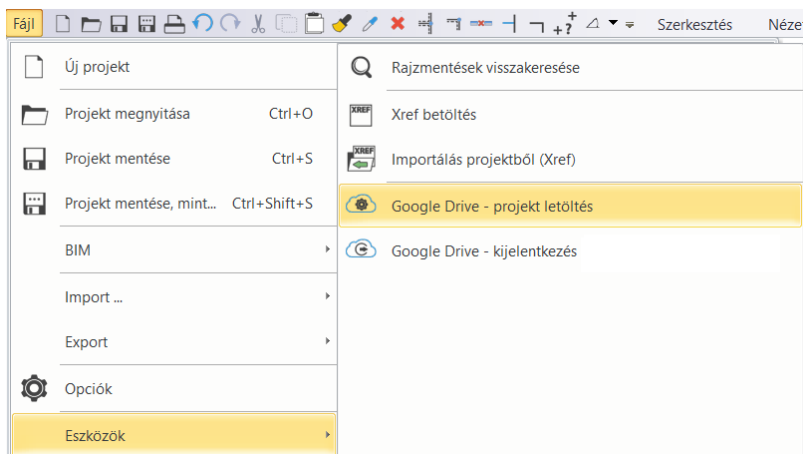 Fájl Szerkesztés Néze
Új projekt
Projekt megnyitása Ctrl+O
Projekt mentése Ctrl+S
Projekt mentése, mint... Ctrl+Shift+S
BIM
Import ...
Export
Opciók
Eszközök
Rajzmentések visszakeresése
XREF
Xref betöltés
XREF
Importálás projektből (Xref)
Google Drive - projekt letöltés
Google Drive - kijelentkezés